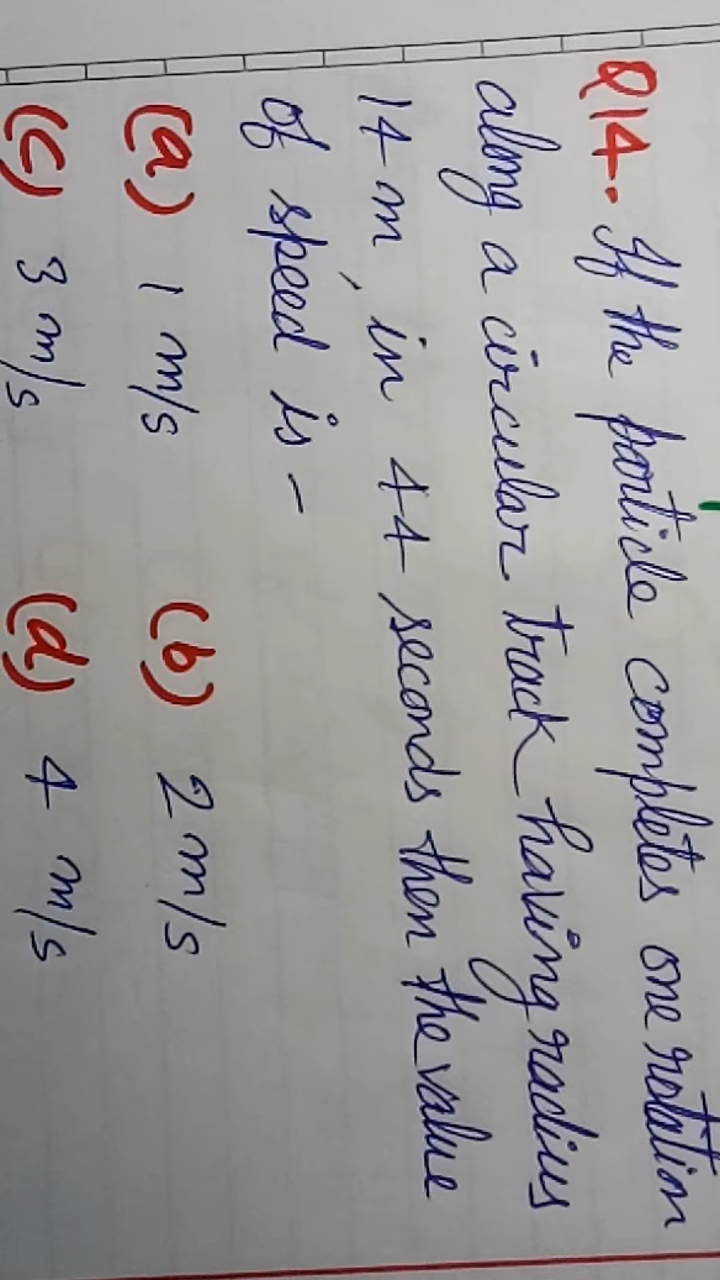 Q14. If the particle completes one rotation
along a circular track having radius
14 m, in 44 seconds then the value
of speed is -
(a) 1 m/s (b) 2 m/s
(c) 3 m/s (d) 4 m/s